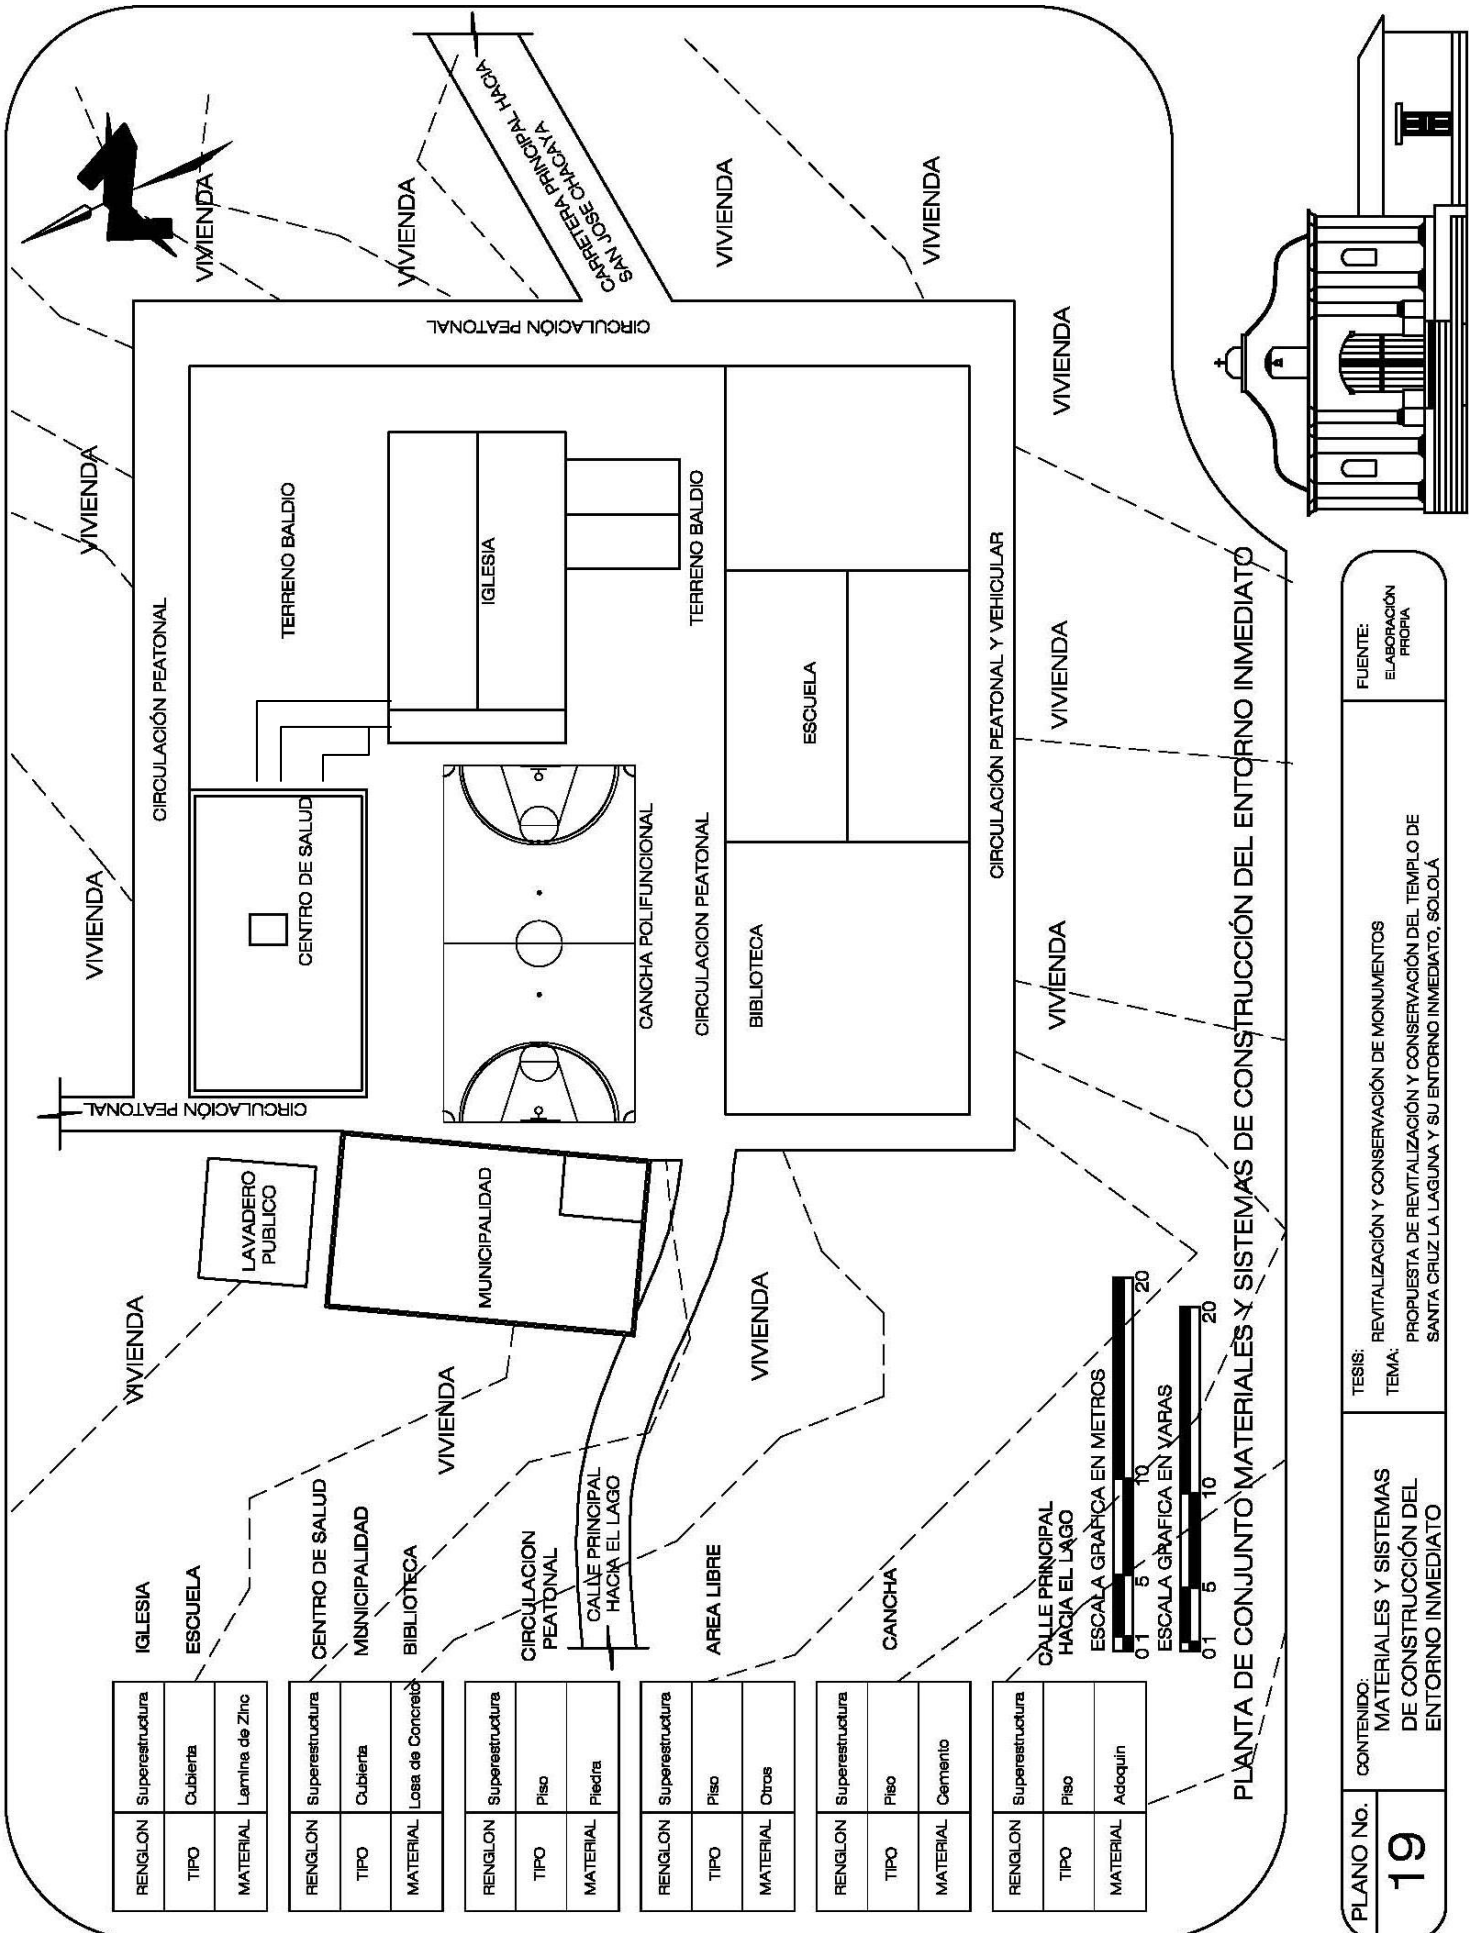 RENGLON Superestructura
TIPO Cubierta
MATERIAL Lamina de Zinc
IGLESIA
ESCUELA
RENGLON Superestructura
TIPO Cubierta
MATERIAL Losa de Concreto
CENTRO DE SALUD
MUNICIPALIDAD
BIBLIOTECA
RENGLON Superestructura
TIPO Piso
MATERIAL Piedra
CIRCULACION
PEATONAL
RENGLON Superestructura
TIPO Piso
MATERIAL Otros
AREA LIBRE
RENGLON Superestructura
TIPO Piso
MATERIAL Cemento
CANCHA
RENGLON Superestructura
TIPO Piso
MATERIAL Adoquin
CALLE PRINCIPAL
HACIA EL LAGO
VIVIENDA
VIVIENDA
VIVIENDA
VIVIENDA
VIVIENDA
VIVIENDA
VIVIENDA
VIVIENDA
VIVIENDA
VIVIENDA
VIVIENDA
VIVIENDA
VIVIENDA
LAVADERO
PUBLICO
MUNICIPALIDAD
CIRCULACIÓN PEATONAL
CIRCULACIÓN PEATONAL
CENTRO DE SALUD
TERRENO BALDIO
IGLESIA
CANCHA POLIFUNCIONAL
TERRENO BALDIO
CIRCULACION PEATONAL
BIBLIOTECA
ESCUELA
CIRCULACIÓN PEATONAL
CIRCULACIÓN PEATONAL Y VEHICULAR
CARRETERA PRINCIPAL HACIA
SAN JOSE CHACAYA
CALLE PRINCIPAL
HACIA EL LAGO
ESCALA GRAFICA EN METROS
0 1 5 10 20
ESCALA GRAFICA EN VARAS
0 1 5 10 20
PLANTA DE CONJUNTO MATERIALES Y SISTEMAS DE CONSTRUCCIÓN DEL ENTORNO INMEDIATO
PLANO No.
19
CONTENIDO:
MATERIALES Y SISTEMAS
DE CONSTRUCCIÓN DEL
ENTORNO INMEDIATO
TESIS:
REVITALIZACIÓN Y CONSERVACIÓN DE MONUMENTOS
TEMA:
PROPUESTA DE REVITALIZACIÓN Y CONSERVACIÓN DEL TEMPLO DE
SANTA CRUZ LA LAGUNA Y SU ENTORNO INMEDIATO, SOLOLÁ
FUENTE:
ELABORACIÓN
PROPIA